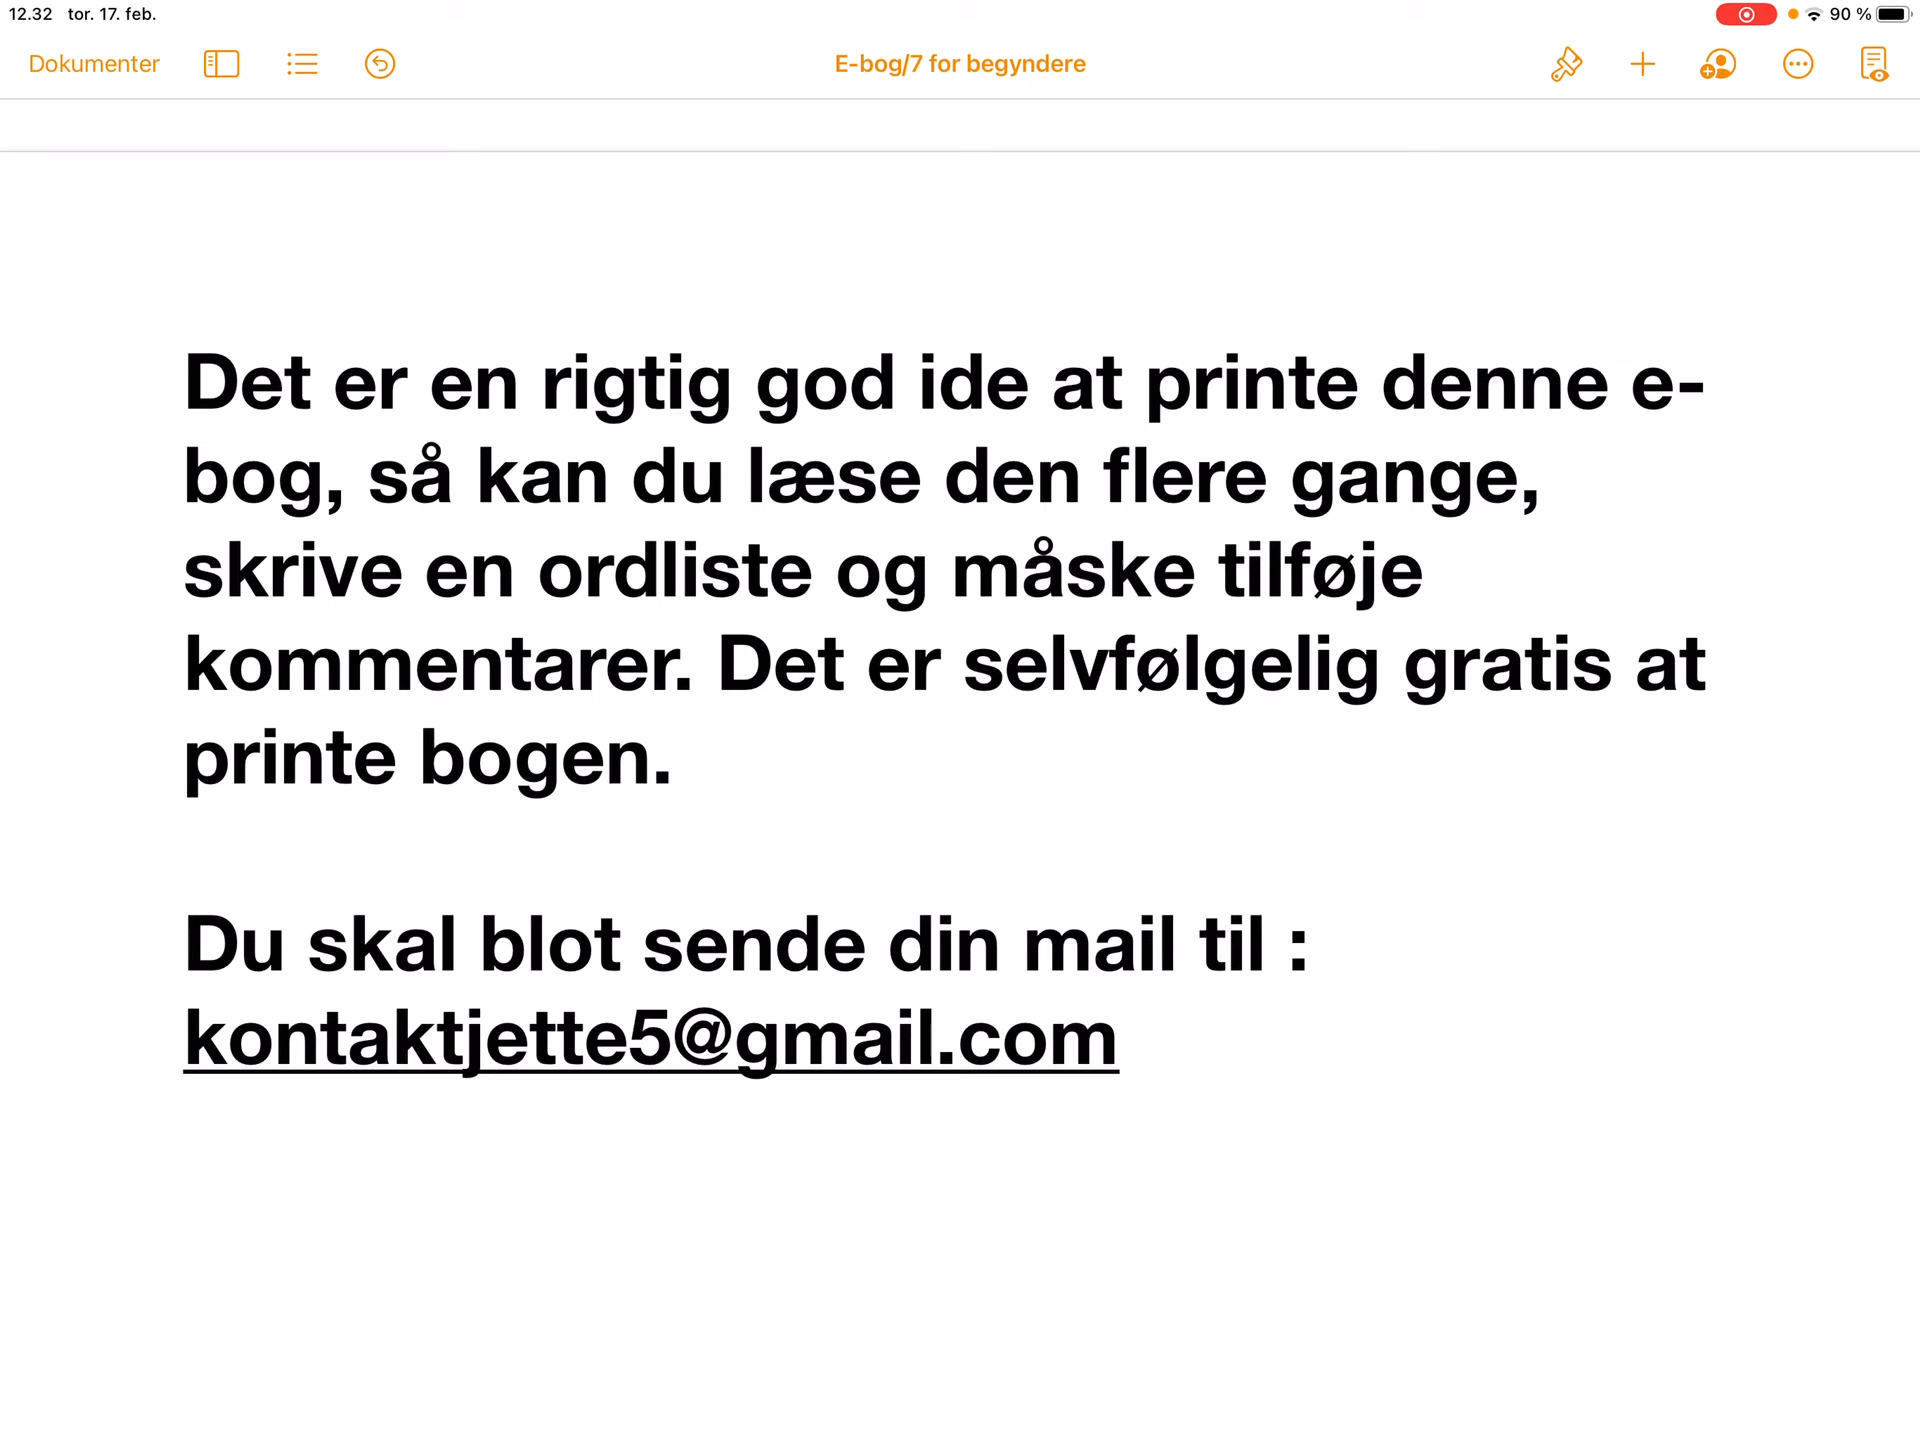 12.32 tor. 17. feb. 90 %
Dokumenter E-bog/7 for begyndere
Det er en rigtig god ide at printe denne e-
bog, så kan du læse den flere gange,
skrive en ordliste og måske tilføje
kommentarer. Det er selvfølgelig gratis at
printe bogen.
Du skal blot sende din mail til :
kontaktjette5@gmail.com